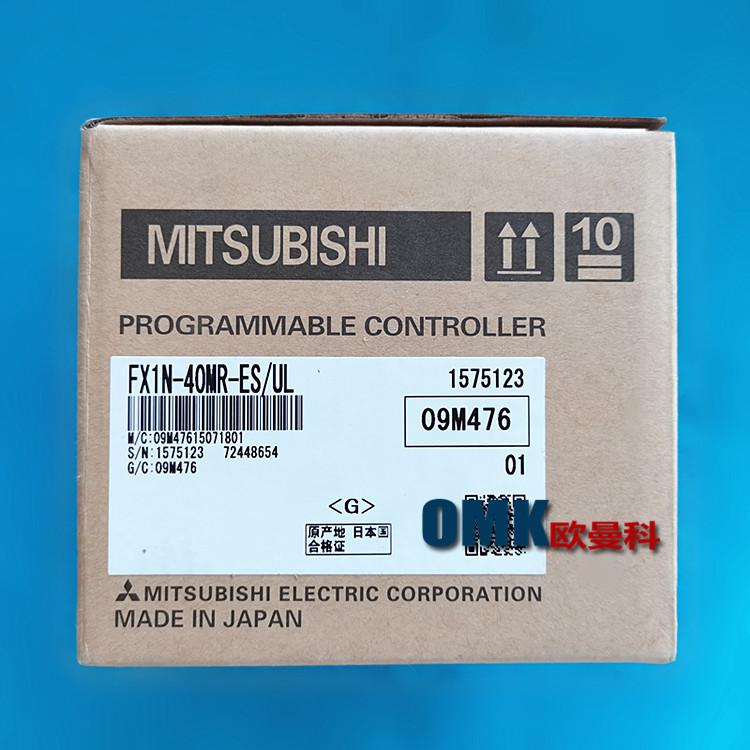 MITSUBISHI
10
PROGRAMMABLE CONTROLLER
FX1N-40MR-ES/UL
1575123
M/C:09M47615071801
09M476
S/N:1575123 72448654
G/C:09M476
01
<G>
原产地 日本国
合格证
OMK欧曼科
MITSUBISHI ELECTRIC CORPORATION
MADE IN JAPAN